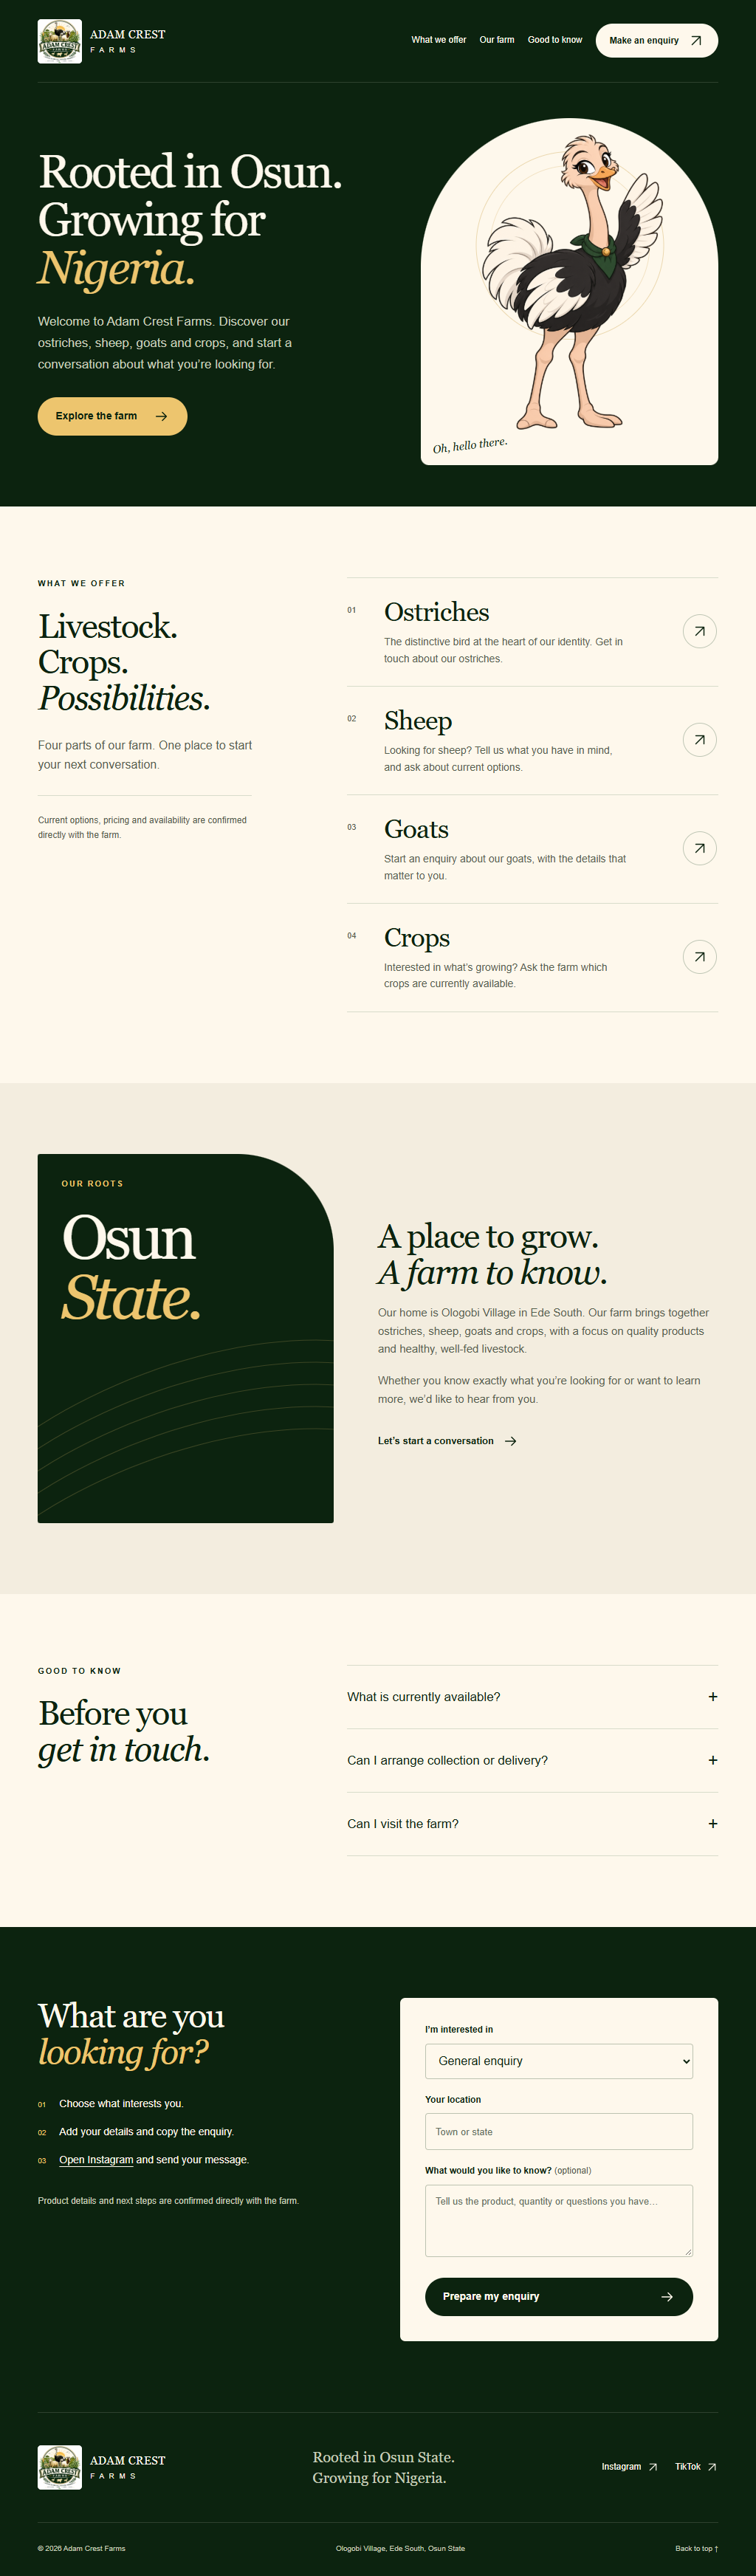 ADAM CREST
FARMS
What we offer
Our farm
Good to know
Make an enquiry
Rooted in Osun.
Growing for
Nigeria.
Welcome to Adam Crest Farms. Discover our
ostriches, sheep, goats and crops, and start a
conversation about what you’re looking for.
Explore the farm
Oh, hello there.
WHAT WE OFFER
Livestock.
Crops.
Possibilities.
Four parts of our farm. One place to start
your next conversation.
Current options, pricing and availability are confirmed
directly with the farm.
01
Ostriches
The distinctive bird at the heart of our identity. Get in
touch about our ostriches.
02
Sheep
Looking for sheep? Tell us what you have in mind,
and ask about current options.
03
Goats
Start an enquiry about our goats, with the details that
matter to you.
04
Crops
Interested in what’s growing? Ask the farm which
crops are currently available.
OUR ROOTS
Osun
State.
A place to grow.
A farm to know.
Our home is Ologobi Village in Ede South. Our farm brings together
ostriches, sheep, goats and crops, with a focus on quality products
and healthy, well-fed livestock.
Whether you know exactly what you’re looking for or want to learn
more, we’d like to hear from you.
Let’s start a conversation
GOOD TO KNOW
Before you
get in touch.
What is currently available?
Can I arrange collection or delivery?
Can I visit the farm?
What are you
looking for?
01 Choose what interests you.
02 Add your details and copy the enquiry.
03 Open Instagram and send your message.
Product details and next steps are confirmed directly with the farm.
I’m interested in
General enquiry
Your location
Town or state
What would you like to know? (optional)
Tell us the product, quantity or questions you have…
Prepare my enquiry
ADAM CREST
FARMS
Rooted in Osun State.
Growing for Nigeria.
Instagram
TikTok
© 2026 Adam Crest Farms
Ologobi Village, Ede South, Osun State
Back to top ↑